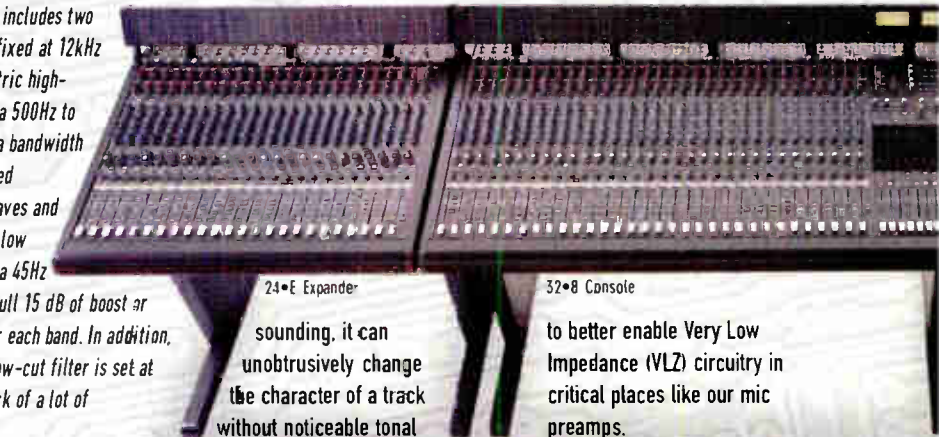 includes two
fixed at 12kHz
tric high-
a 500Hz to
a bandwidth
ed
aves and
low
a 45Hz
ull 15 dB of boost or
r each band. In addition,
w-cut filter is set at
k of a lot of
24•E Expander
sounding, it can
unobtrusively change
the character of a track
without noticeable tonal
32•8 Console
to better enable Very Low
Impedance (VLZ) circuitry in
critical places like our mic
preamps.